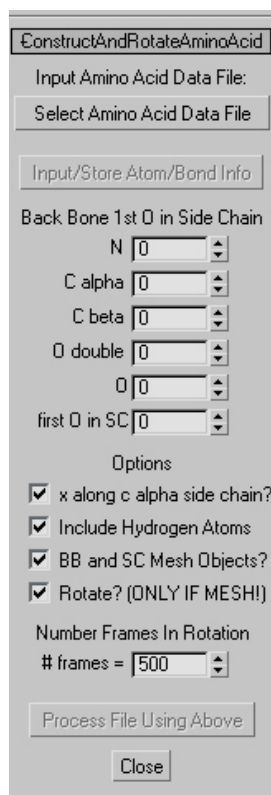 ConstructAndRotateAminoAcid
Input Amino Acid Data File:
Select Amino Acid Data File
Input/Store Atom/Bond Info
Back Bone 1st O in Side Chain
N 0
C alpha 0
C beta 0
O double 0
O 0
first O in SC 0
Options
x along c alpha side chain?
Include Hydrogen Atoms
BB and SC Mesh Objects?
Rotate? (ONLY IF MESH!)
Number Frames In Rotation
# frames = 500
Process File Using Above
Close